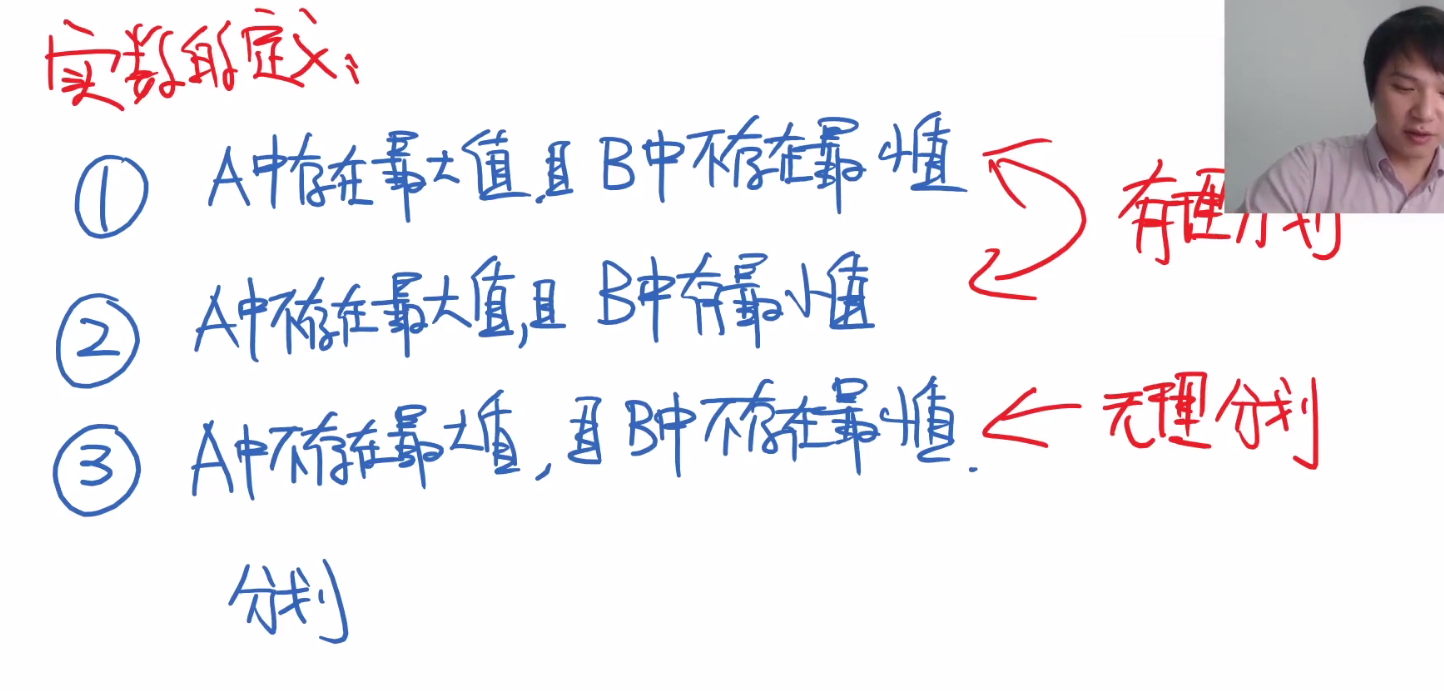 实数的定义:
① A中存在最大值,且 B中不存在最小值
有理分划
② A中不存在最大值,且 B中存最小值
③ A中不存在最大值,且B中不存在最小值.
无理分划
分划